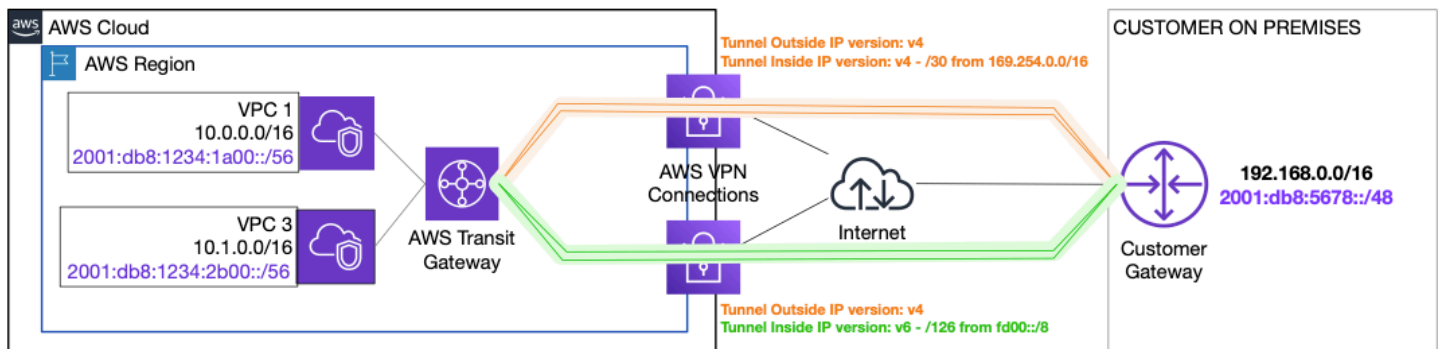 aws
AWS Cloud
AWS Region
VPC 1
10.0.0.0/16
2001:db8:1234:1a00::/56
VPC 3
10.1.0.0/16
2001:db8:1234:2b00::/56
AWS Transit
Gateway
Tunnel Outside IP version: v4
Tunnel Inside IP version: v4 - /30 from 169.254.0.0/16
AWS VPN
Connections
Tunnel Outside IP version: v4
Tunnel Inside IP version: v6 - /126 from fd00::/8
Internet
CUSTOMER ON PREMISES
192.168.0.0/16
2001:db8:5678::/48
Customer
Gateway